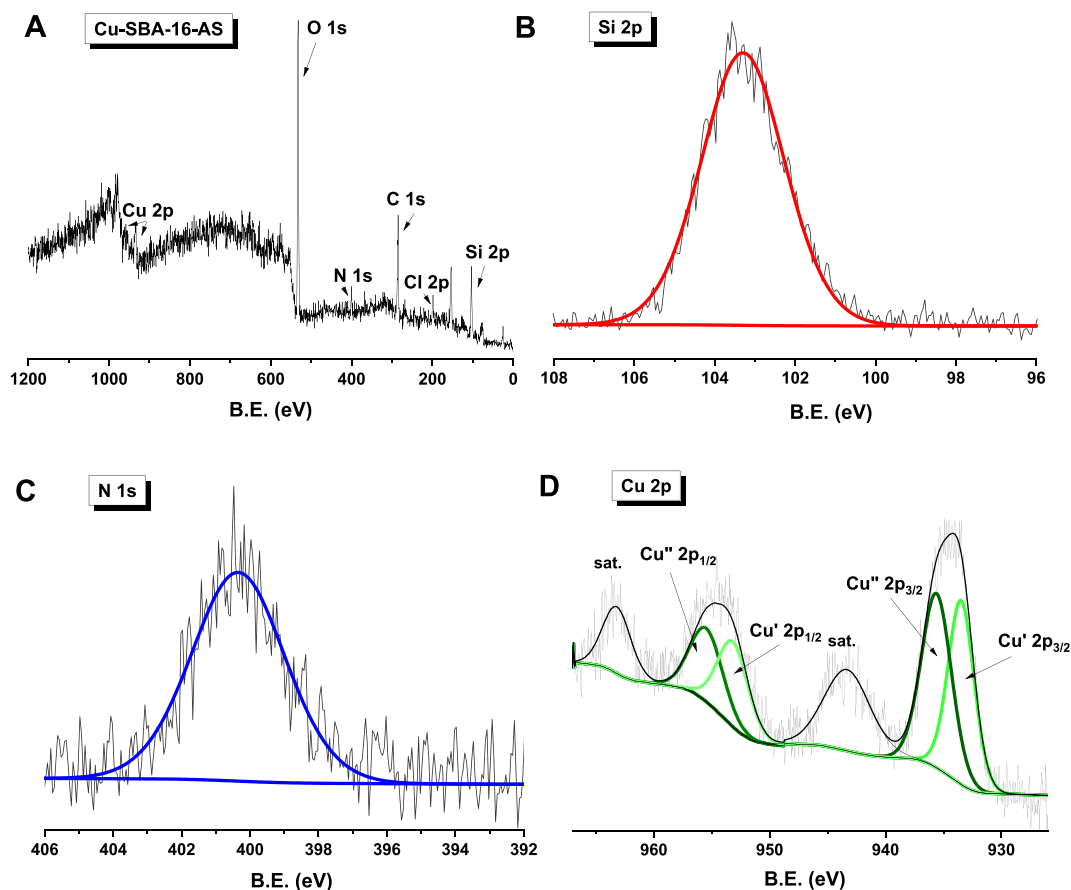 A
Cu-SBA-16-AS
O 1s
Cu 2p
C 1s
N 1s
Cl 2p
Si 2p
1200 1000 800 600 400 200 0
B.E. (eV)
B
Si 2p
108 106 104 102 100 98 96
B.E. (eV)
C
N 1s
406 404 402 400 398 396 394 392
B.E. (eV)
D
Cu 2p
sat.
Cu" 2p1/2
Cu' 2p1/2
sat.
Cu" 2p3/2
Cu' 2p3/2
960 950 940 930
B.E. (eV)